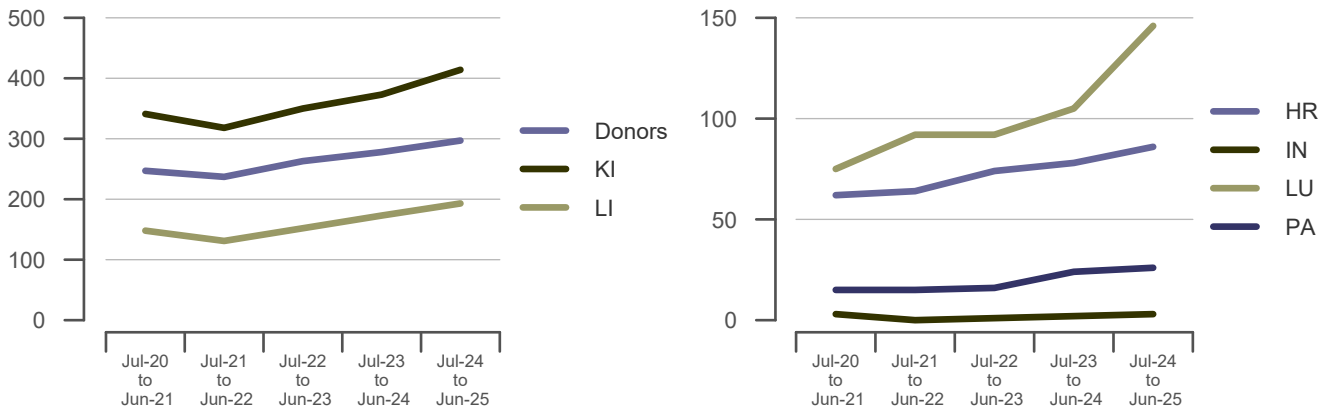 500
400
300
200
100
0
Jul-20
to
Jun-21
Jul-21
to
Jun-22
Jul-22
to
Jun-23
Jul-23
to
Jun-24
Jul-24
to
Jun-25
Donors
KI
LI
150
100
50
0
Jul-20
to
Jun-21
Jul-21
to
Jun-22
Jul-22
to
Jun-23
Jul-23
to
Jun-24
Jul-24
to
Jun-25
HR
IN
LU
PA